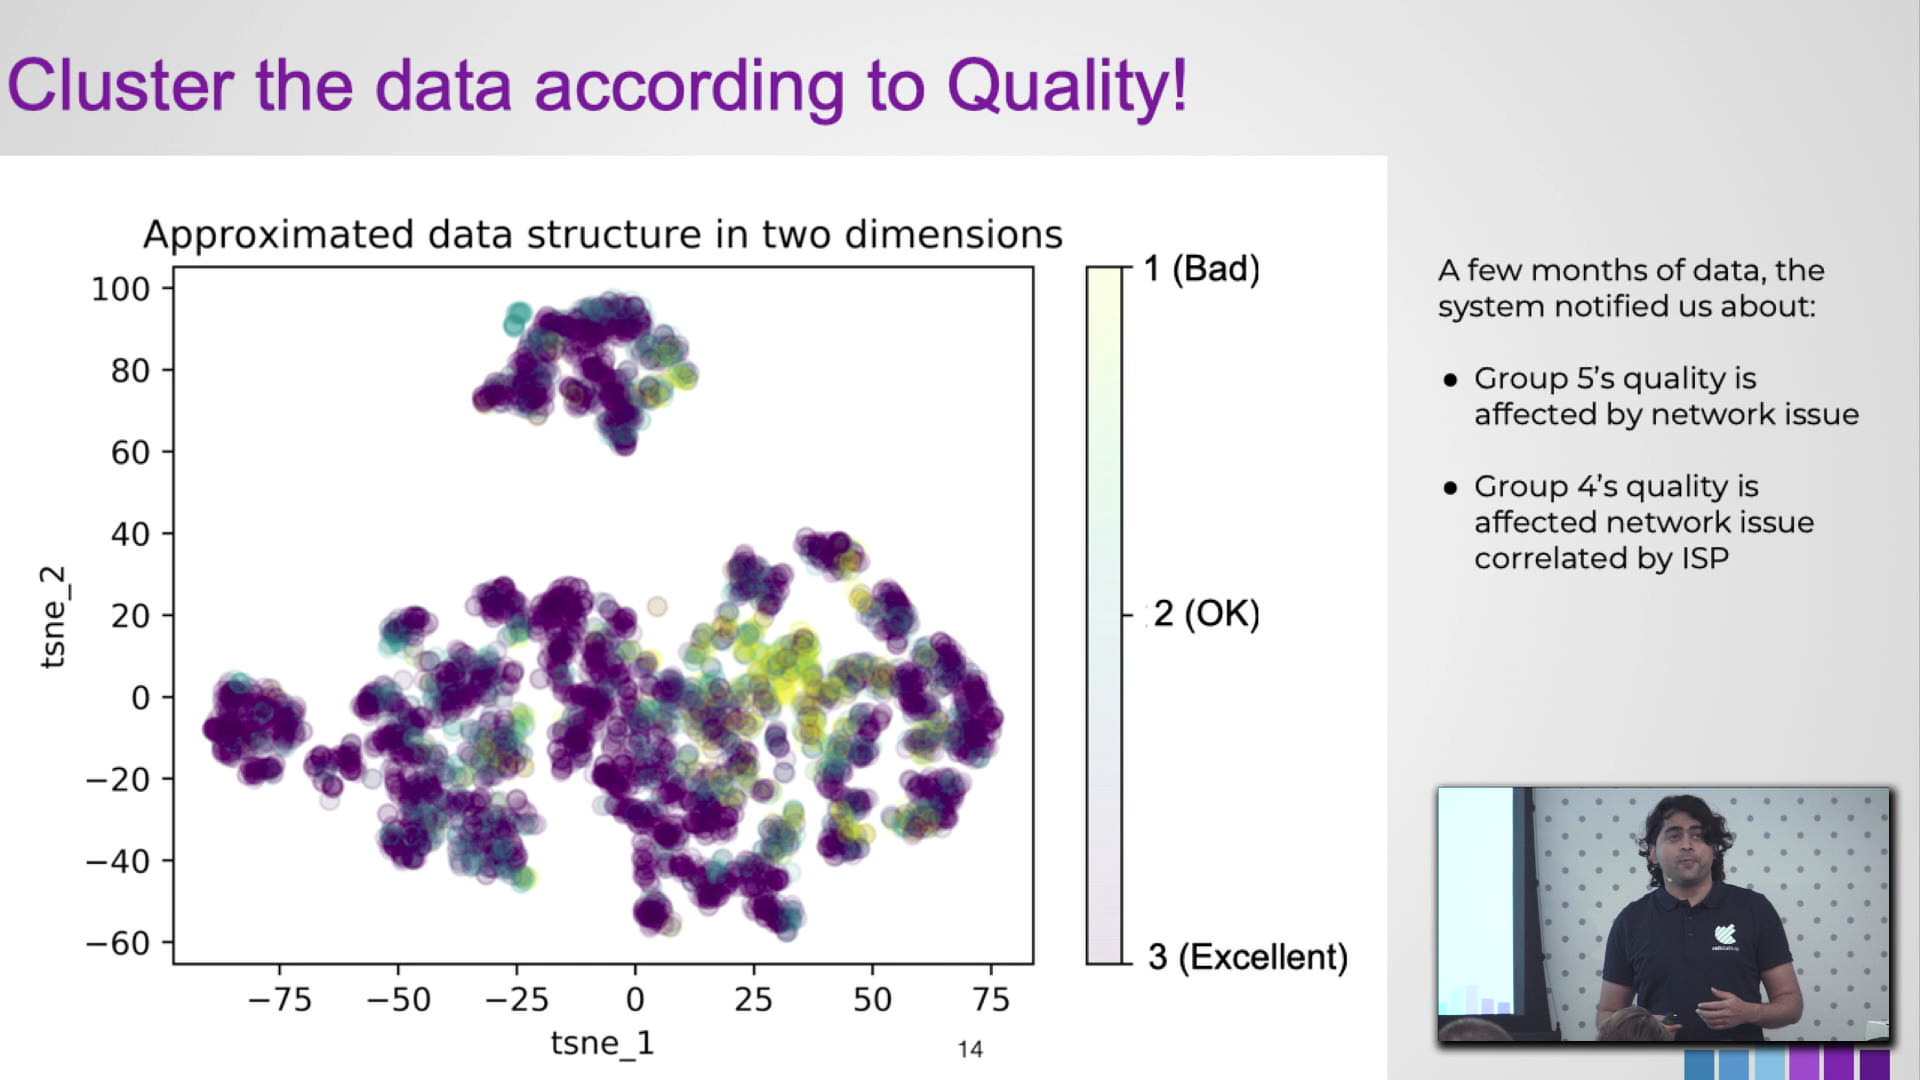 Cluster the data according to Quality!
Approximated data structure in two dimensions
100
80
60
40
20
0
−20
−40
−60
tsne_2
−75
−50
−25
0
25
50
75
tsne_1
1 (Bad)
2 (OK)
3 (Excellent)
14
A few months of data, the
system notified us about:
● Group 5’s quality is
affected by network issue
● Group 4’s quality is
affected network issue
correlated by ISP